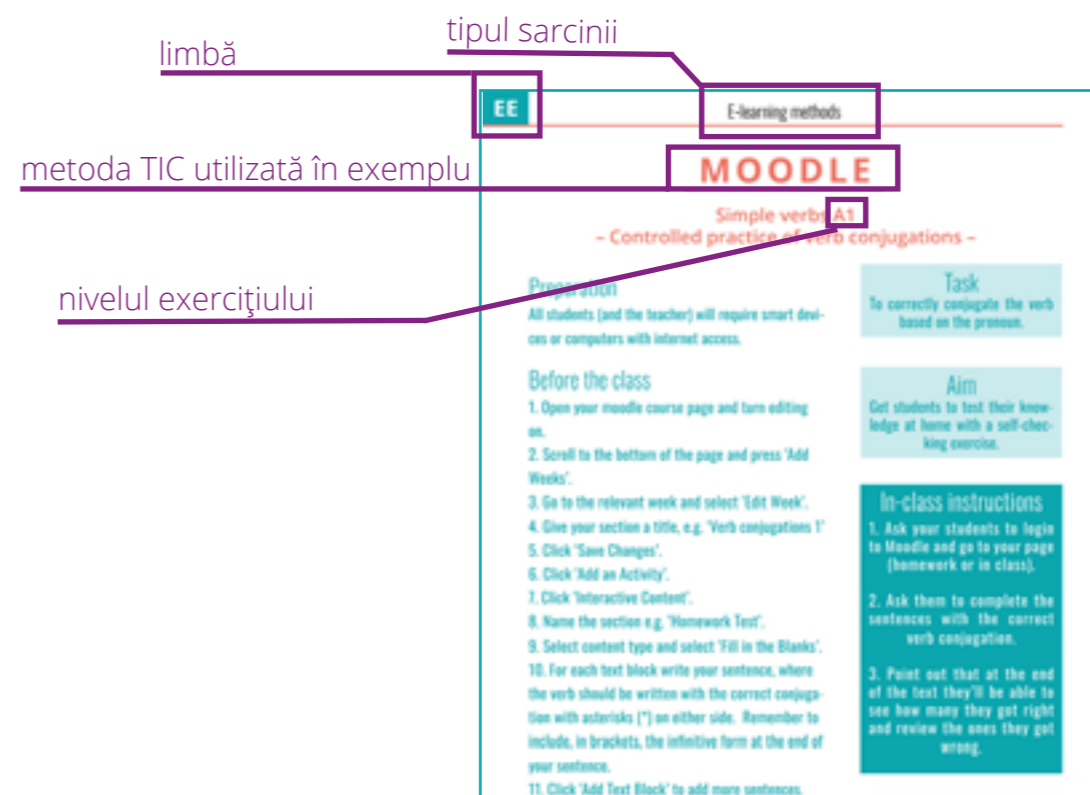 tipul sarcinii
limbă
EE
E-learning methods
metoda TIC utilizată în exemplu
MOODLE
Simple verbs A1
– Controlled practice of verb conjugations –
nivelul exercițiului
Preparation
All students (and the teacher) will require smart devi-
ces or computers with internet access.
Before the class
1. Open your moodle course page and turn editing
on.
2. Scroll to the bottom of the page and press 'Add
Weeks'.
3. Go to the relevant week and select 'Edit Week'.
4. Give your section a title, e.g. 'Verb conjugations 1'
5. Click 'Save Changes'.
6. Click 'Add an Activity'.
7. Click 'Interactive Content'.
8. Name the section e.g. 'Homework Test'.
9. Select content type and select 'Fill in the Blanks'.
10. For each text block write your sentence, where
the verb should be written with the correct conjuga-
tion with asterisks (*) on either side. Remember to
include, in brackets, the infinitive form at the end of
your sentence.
11. Click 'Add Text Block' to add more sentences.
Task
To correctly conjugate the verb
based on the pronoun.
Aim
Get students to test their know-
ledge at home with a self-chec-
king exercise.
In-class instructions
1. Ask your students to login
to Moodle and go to your page
(homework or in class).
2. Ask them to complete the
sentences with the correct
verb conjugation.
3. Point out that at the end
of the text they'll be able to
see how many they got right
and review the ones they got
wrong.